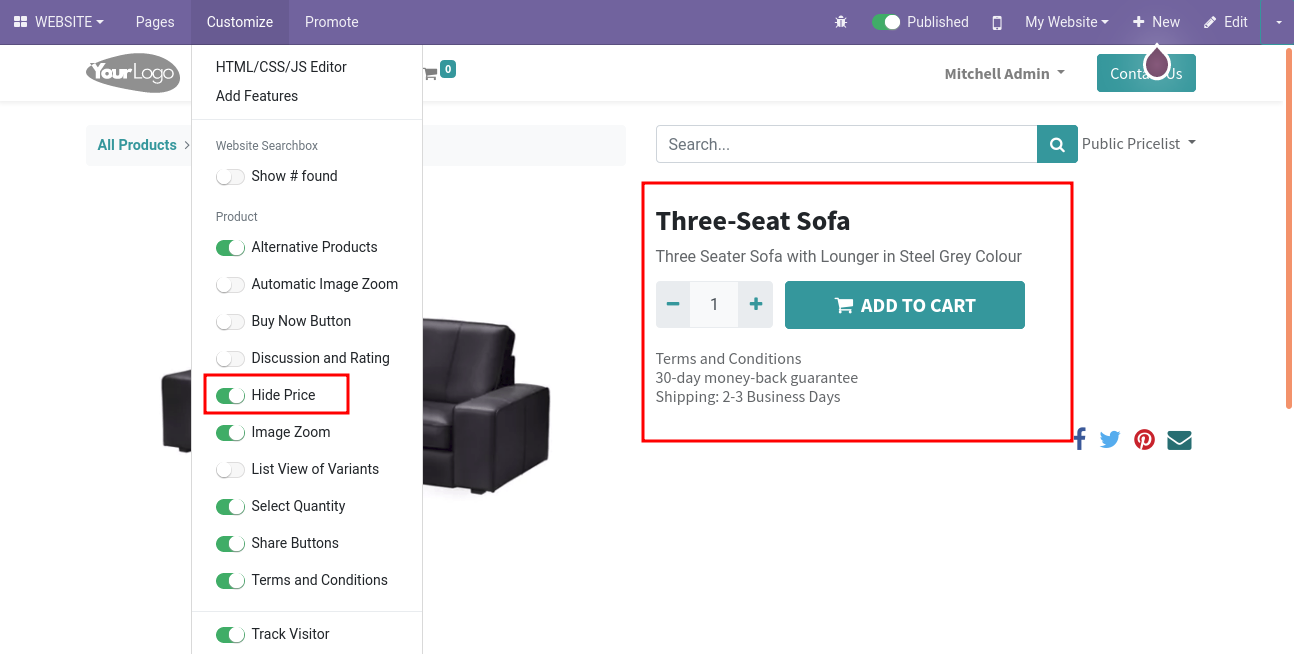 WEBSITE Pages Customize Promote Published My Website New Edit
YourLogo
0
Mitchell Admin
Contact Us
HTML/CSS/JS Editor
Add Features
All Products
Search...
Public Pricelist
Website Searchbox
Show # found
Product
Alternative Products
Automatic Image Zoom
Buy Now Button
Discussion and Rating
Hide Price
Image Zoom
List View of Variants
Select Quantity
Share Buttons
Terms and Conditions
Track Visitor
Three-Seat Sofa
Three Seater Sofa with Lounger in Steel Grey Colour
1
ADD TO CART
Terms and Conditions
30-day money-back guarantee
Shipping: 2-3 Business Days